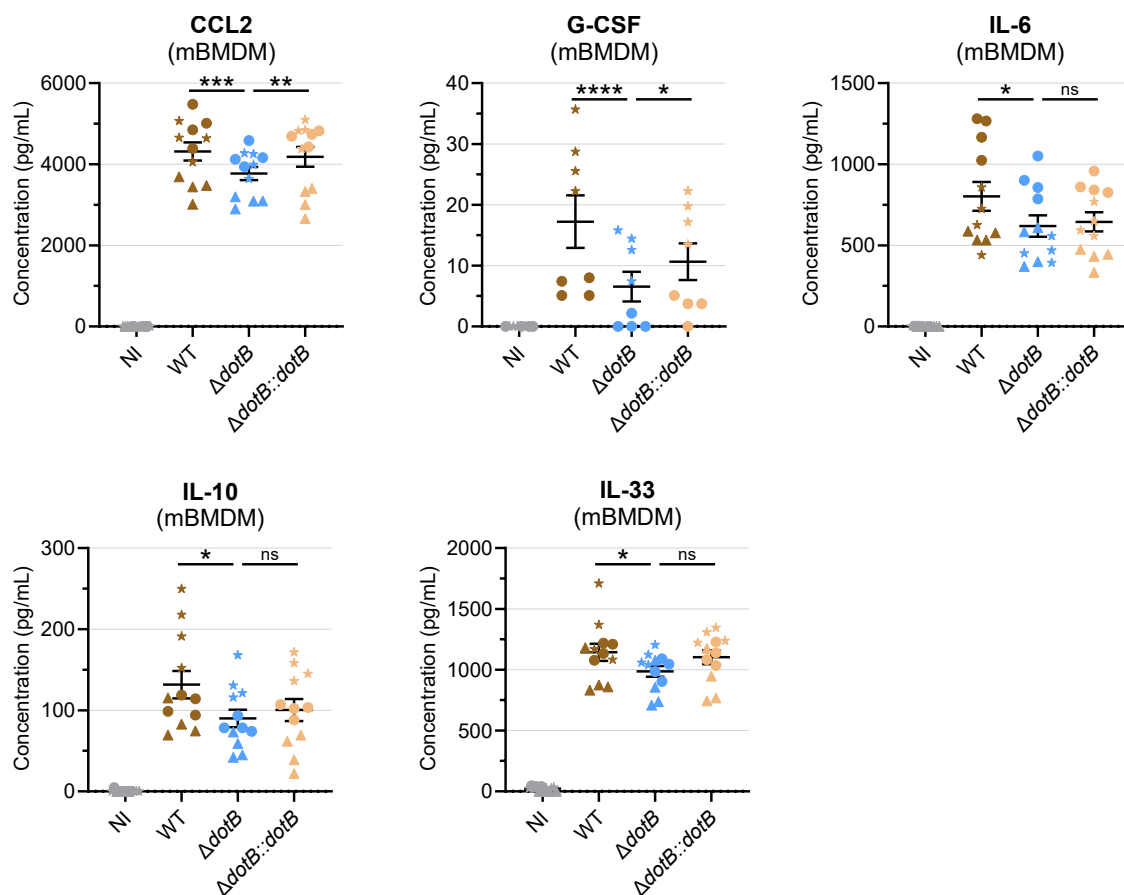 CCL2
(mBMDM)
Concentration (pg/mL)
6000
4000
2000
0
***
**
NI
WT
ΔdotB
ΔdotB::dotB
G-CSF
(mBMDM)
Concentration (pg/mL)
40
30
20
10
0
****
*
NI
WT
ΔdotB
ΔdotB::dotB
IL-6
(mBMDM)
Concentration (pg/mL)
1500
1000
500
0
*
ns
NI
WT
ΔdotB
ΔdotB::dotB
IL-10
(mBMDM)
Concentration (pg/mL)
300
200
100
0
*
ns
NI
WT
ΔdotB
ΔdotB::dotB
IL-33
(mBMDM)
Concentration (pg/mL)
2000
1500
1000
500
0
*
ns
NI
WT
ΔdotB
ΔdotB::dotB